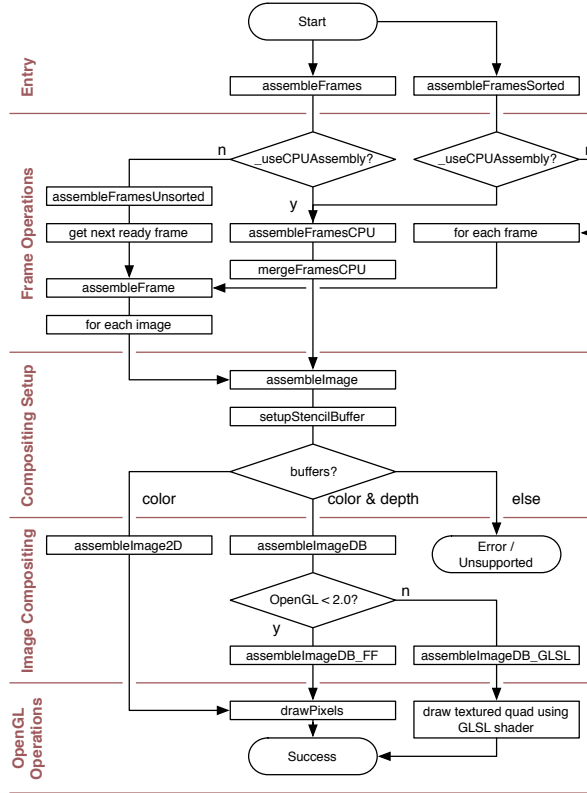 Start
Entry
assembleFrames
assembleFramesSorted
n
_useCPUAssembly?
_useCPUAssembly?
Frame Operations
assembleFramesUnsorted
y
get next ready frame
assembleFramesCPU
for each frame
mergeFramesCPU
assembleFrame
for each image
Compositing Setup
assembleImage
setupStencilBuffer
buffers?
color
color & depth
else
Image Compositing
assembleImage2D
assembleImageDB
Error /
Unsupported
OpenGL < 2.0?
n
y
assembleImageDB_FF
assembleImageDB_GLSL
OpenGL
Operations
drawPixels
draw textured quad using
GLSL shader
Success